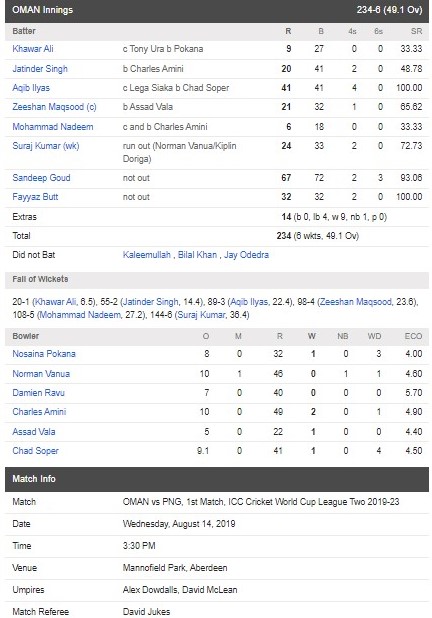 OMAN Innings 234-6 (49.1 Ov)
Batter R B 4s 6s SR
Khawar Ali c Tony Ura b Pokana 9 27 0 0 33.33
Jatinder Singh b Charles Amini 20 41 2 0 48.78
Aqib Ilyas c Lega Siaka b Chad Soper 41 41 4 0 100.00
Zeeshan Maqsood (c) b Assad Vala 21 32 1 0 65.62
Mohammad Nadeem c and b Charles Amini 6 18 0 0 33.33
Suraj Kumar (wk) run out (Norman Vanua/Kiplin 24 33 2 0 72.73
Doriga)
Sandeep Goud not out 67 72 2 3 93.06
Fayyaz Butt not out 32 32 2 0 100.00
Extras 14 (b 0, lb 4, w 9, nb 1, p 0)
Total 234 (6 wkts, 49.1 Ov)
Did not Bat Kaleemullah , Bilal Khan , Jay Odedra
Fall of Wickets
20-1 (Khawar Ali, 6.5), 55-2 (Jatinder Singh, 14.4), 89-3 (Aqib Ilyas, 22.4), 98-4 (Zeeshan Maqsood, 23.6),
108-5 (Mohammad Nadeem, 27.2), 144-6 (Suraj Kumar, 36.4)
Bowler O M R W NB WD ECO
Nosaina Pokana 8 0 32 1 0 3 4.00
Norman Vanua 10 1 46 0 1 1 4.60
Damien Ravu 7 0 40 0 0 0 5.70
Charles Amini 10 0 49 2 0 1 4.90
Assad Vala 5 0 22 1 0 0 4.40
Chad Soper 9.1 0 41 1 0 4 4.50
Match Info
Match OMAN vs PNG, 1st Match, ICC Cricket World Cup League Two 2019-23
Date Wednesday, August 14, 2019
Time 3:30 PM
Venue Mannofield Park, Aberdeen
Umpires Alex Dowdalls, David McLean
Match Referee David Jukes